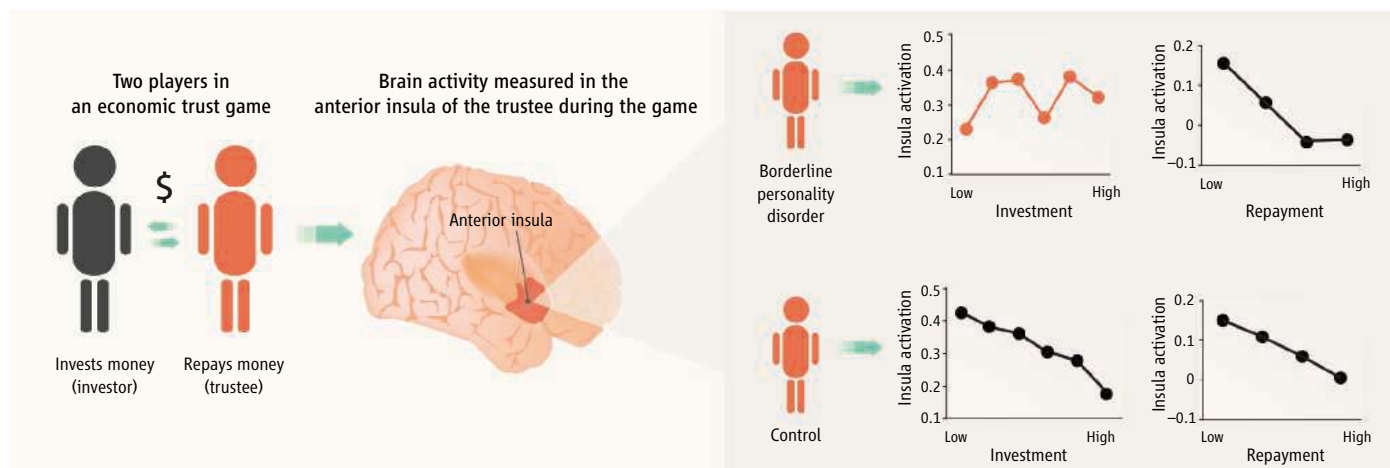 Two players in
an economic trust game
Brain activity measured in the
anterior insula of the trustee during the game
$
Anterior insula
Invests money
(investor)
Repays money
(trustee)
Borderline
personality
disorder
Insula activation
0.5
0.4
0.3
0.2
0.1
Low
High
Investment
Insula activation
0.2
0.1
0
–0.1
Low
High
Repayment
Control
Insula activation
0.5
0.4
0.3
0.2
0.1
Low
High
Investment
Insula activation
0.2
0.1
0
–0.1
Low
High
Repayment